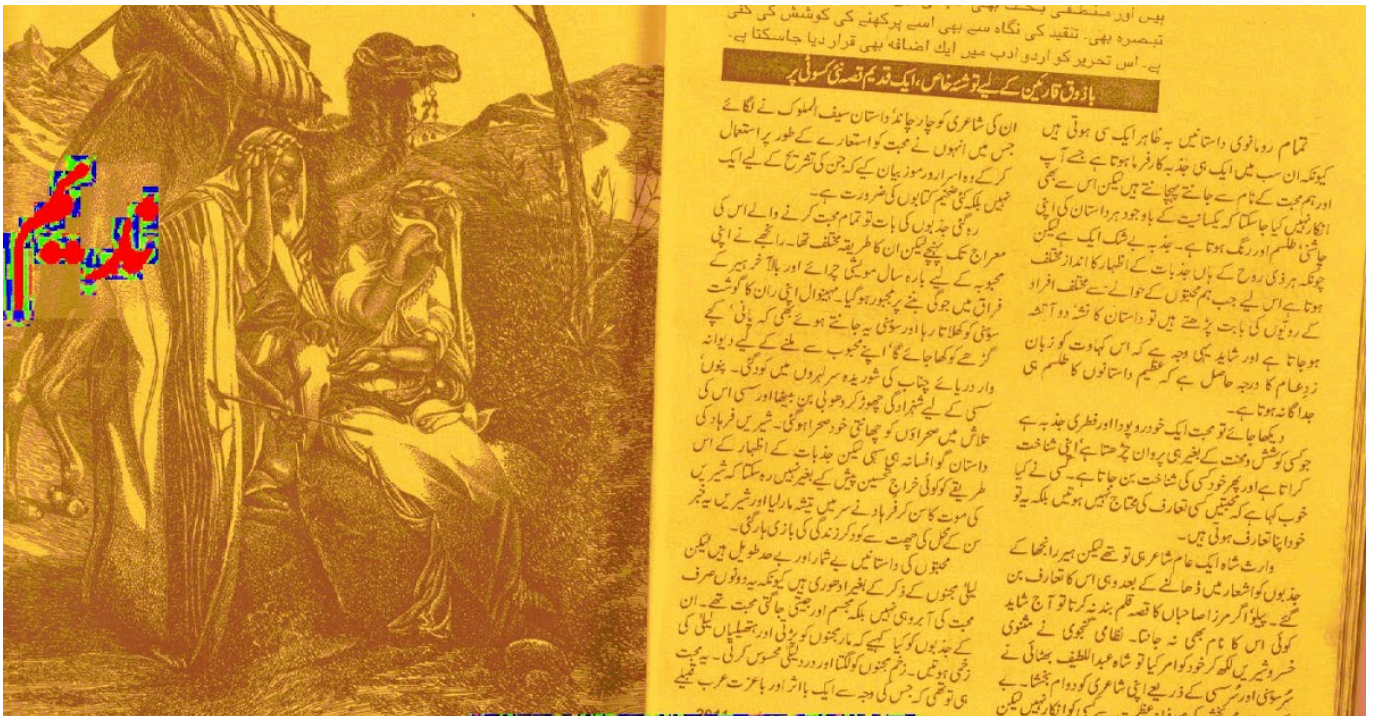 ندیم
ہیں اور منطقی بحث بھی
تبصرہ بھی۔ تنقید کی نگاہ سے بھی اسے پرکھنے کی کوشش کی گئی
ہے۔ اس تحریر کو اردو ادب میں ایک اضافہ بھی قرار دیا جاسکتا ہے۔
باذوق قارئین کے لیے توشۂ خاص، ایک قدیم قصہ نئی کسوٹی پر
تمام رومانوی داستانیں بہ ظاہر ایک سی ہوتی ہیں
کیونکہ ان سب میں ایک ہی جذبہ کارفرما ہوتا ہے جسے آپ
اور ہم محبت کے نام سے جانتے پہچانتے ہیں لیکن اس سے بھی
انکار نہیں کیا جاسکتا کہ یکسانیت کے باوجود ہر داستان کی اپنی
چاشنی، طلسم اور رنگ ہوتا ہے۔ جذبہ بے شک ایک ہے لیکن
چونکہ ہر ذی روح کے ہاں جذبات کے اظہار کا انداز مختلف
ہوتا ہے اس لیے جب ہم محبتوں کے حوالے سے مختلف افراد
کے رویوں کی بابت پڑھتے ہیں تو داستان کا نشہ دو آتشہ
ہوجاتا ہے اور شاید یہی وجہ ہے کہ اس کہاوت کو زبان
زدِعام کا درجہ حاصل ہے کہ عظیم داستانوں کا طلسم ہی
جداگانہ ہوتا ہے۔
دیکھا جائے تو محبت ایک خودرو پودا اور فطری جذبہ ہے
جو کسی کوشش و محنت کے بغیر ہی پروان چڑھتا ہے، اپنی شناخت
کراتا ہے اور پھر خود کسی کی شناخت بن جاتا ہے۔ کسی نے کیا
خوب کہا ہے کہ محبتیں کسی تعارف کی محتاج نہیں ہوتیں بلکہ یہ تو
خود اپنا تعارف ہوتی ہیں۔
وارث شاہ ایک عام شاعر ہی تو تھے لیکن ہیر رانجھا کے
جذبوں کو اشعار میں ڈھالنے کے بعد وہی اس کا تعارف بن
گئے۔ پیلو، اگر مرزا صاحباں کا قصہ قلم بند نہ کرتا تو آج شاید
کوئی اس کا نام بھی نہ جانتا۔ نظامی گنجوی نے مثنوی
خسرو شیریں لکھ کر خود کو امر کیا تو شاہ عبداللطیف بھٹائی نے
سُر سوہنی اور سُر سسی کے ذریعے اپنی شاعری کو دوام بخشا۔ بے
عظمت سے کسی کو انکار نہیں لیکن
ان کی شاعری کو چار چاند داستان سیف الملوک نے لگائے
جس میں انہوں نے محبت کو استعارے کے طور پر استعمال
کرکے وہ اسرار و رموز بیان کیے کہ جن کی تشریح کے لیے ایک
نہیں بلکہ کئی ضخیم کتابوں کی ضرورت ہے۔
رہ گئی جذبوں کی بات تو تمام محبت کرنے والے اس کی
معراج تک پہنچے لیکن ان کا طریقہ مختلف تھا۔ رانجھے نے اپنی
محبوبہ کے لیے بارہ سال مویشی چرائے اور بالآخر ہیر کے
فراق میں جوگی بننے پر مجبور ہوگیا۔ مہینوال اپنی ران کا گوشت
سوہنی کو کھلاتا رہا اور سوہنی یہ جانتے ہوئے بھی کہ پانی، کچے
گھڑے کو کھا جائے گا، اپنے محبوب سے ملنے کے لیے دیوانہ
وار دریائے چناب کی شوریدہ سر لہروں میں کود گئی۔ پنوں
سسی کے لیے شہزادگی چھوڑ کر دھوبی بن بیٹھا اور سسی اس کی
تلاش میں صحراؤں کو چھانتی خود صحرا ہوگئی۔ شیریں فرہاد کی
داستان گو افسانہ ہی سہی لیکن جذبات کے اظہار کے اس
طریقے کو کوئی خراجِ تحسین پیش کیے بغیر نہیں رہ سکتا کہ شیریں
کی موت کا سن کر فرہاد نے سر میں تیشہ مار لیا اور شیریں یہ خبر
سن کے محل کی چھت سے کود کر زندگی کی بازی ہار گئی۔
محبتوں کی داستانیں بے شمار اور بے حد طویل ہیں لیکن
لیلیٰ مجنوں کے ذکر کے بغیر ادھوری ہیں کیونکہ یہ دونوں صرف
محبت کی آبرو ہی نہیں بلکہ مجسم اور جیتی جاگتی محبت تھے۔ ان
کے جذبوں کو کیا کہیے کہ مار مجنوں کو پڑتی اور ہتھیلیاں لیلیٰ کی
زخمی ہوتیں۔ زخم مجنوں کو لگتا اور درد لیلیٰ محسوس کرتی۔ یہ محبت
ہی تو تھی کہ جس کی وجہ سے ایک بااثر اور باعزت عرب قبیلے